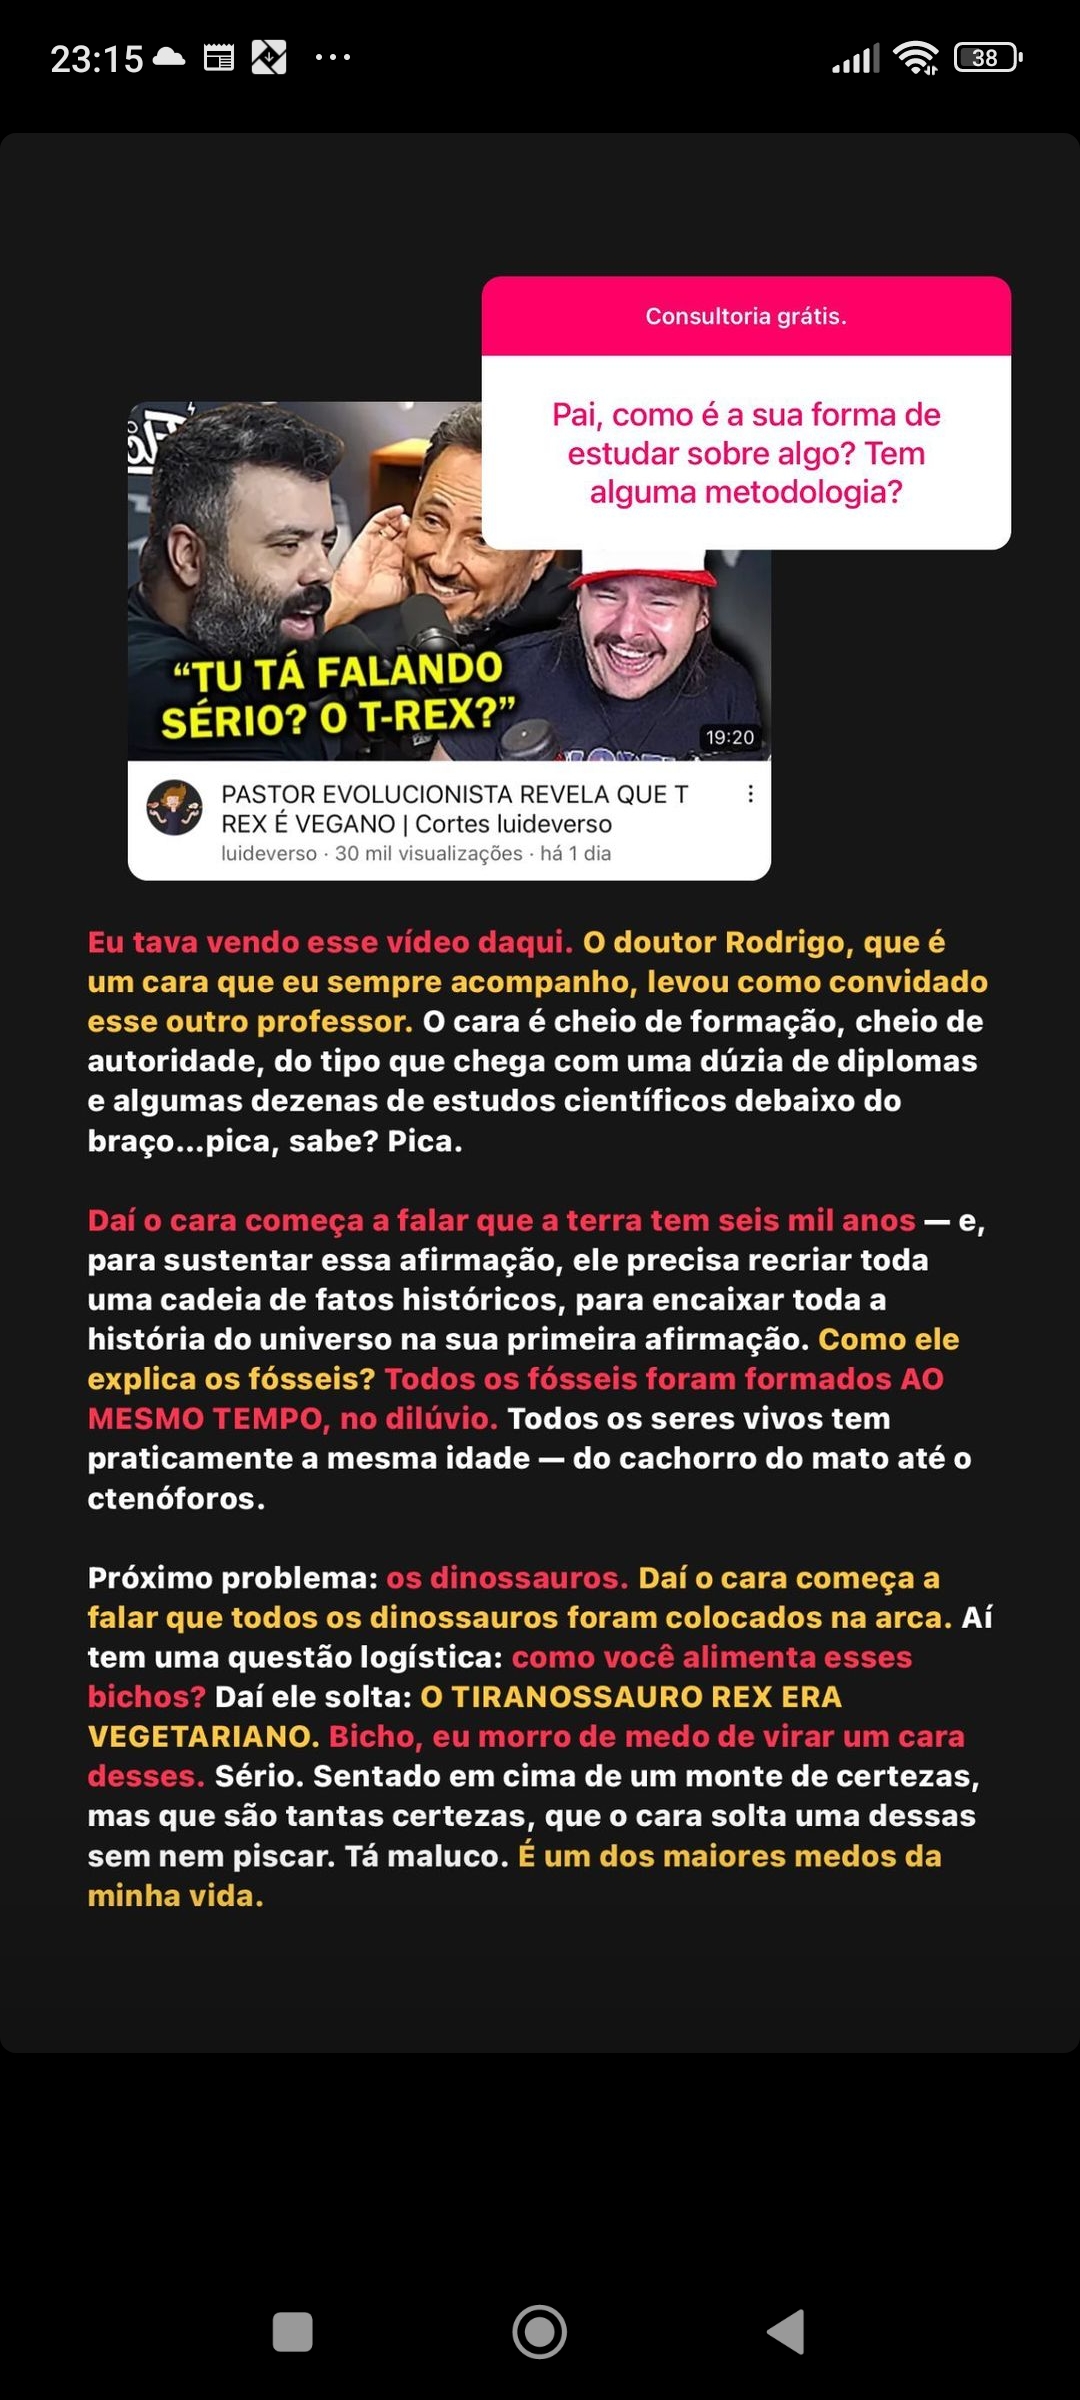 23:15
38
Consultoria grátis.
Pai, como é a sua forma de
estudar sobre algo? Tem
alguma metodologia?
“TU TÁ FALANDO
SÉRIO? O T-REX?”
19:20
PASTOR EVOLUCIONISTA REVELA QUE T
REX É VEGANO | Cortes luideverso
luideverso · 30 mil visualizações · há 1 dia
Eu tava vendo esse vídeo daqui. O doutor Rodrigo, que é
um cara que eu sempre acompanho, levou como convidado
esse outro professor. O cara é cheio de formação, cheio de
autoridade, do tipo que chega com uma dúzia de diplomas
e algumas dezenas de estudos científicos debaixo do
braço...pica, sabe? Pica.
Daí o cara começa a falar que a terra tem seis mil anos — e,
para sustentar essa afirmação, ele precisa recriar toda
uma cadeia de fatos históricos, para encaixar toda a
história do universo na sua primeira afirmação. Como ele
explica os fósseis? Todos os fósseis foram formados AO
MESMO TEMPO, no dilúvio. Todos os seres vivos tem
praticamente a mesma idade — do cachorro do mato até o
ctenóforos.
Próximo problema: os dinossauros. Daí o cara começa a
falar que todos os dinossauros foram colocados na arca. Aí
tem uma questão logística: como você alimenta esses
bichos? Daí ele solta: O TIRANOSSAURO REX ERA
VEGETARIANO. Bicho, eu morro de medo de virar um cara
desses. Sério. Sentado em cima de um monte de certezas,
mas que são tantas certezas, que o cara solta uma dessas
sem nem piscar. Tá maluco. É um dos maiores medos da
minha vida.